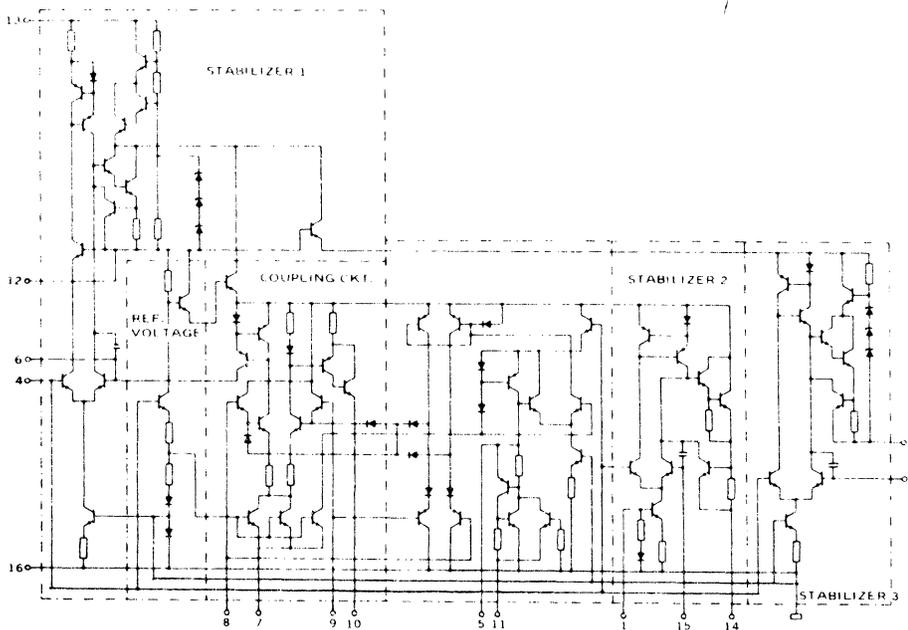 13
STABILIZER 1
12
COUPLING CKT.
STABILIZER 2
REF.
VOLTAGE
6
4
16
STABILIZER 3
8 7 9 10 5 11 1 15 14